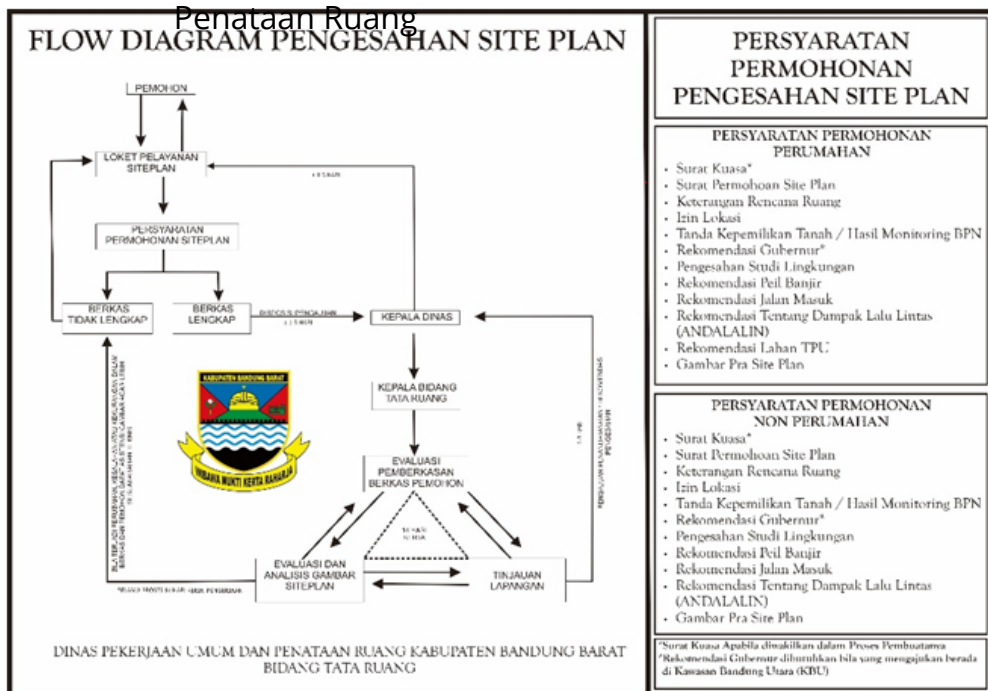 Penataan Ruang
FLOW DIAGRAM PENGESAHAN SITE PLAN
PEMOHON
LOKET PELAYANAN
SITEPLAN
PERSYARATAN
PERMOHONAN SITEPLAN
BERKAS
TIDAK LENGKAP
BERKAS
LENGKAP
KEPALA DINAS
KEPALA BIDANG
TATA RUANG
KABUPATEN BANDUNG BARAT
WIBAWA MUKTI KERTA RAHARJA
EVALUASI
PEMBERKASAN
BERKAS PEMOHON
HARI
EVALUASI DAN
ANALISIS GAMBAR
SITEPLAN
TINJAUAN
LAPANGAN
DINAS PEKERJAAN UMUM DAN PENATAAN RUANG KABUPATEN BANDUNG BARAT
BIDANG TATA RUANG
PERSYARATAN
PERMOHONAN
PENGESAHAN SITE PLAN
PERSYARATAN PERMOHONAN
PERUMAHAN
• Surat Kuasa*
• Surat Permohoan Site Plan
• Keterangan Rencana Ruang
• Izin Lokasi
• Tanda Kepemilikan Tanah / Hasil Monitoring BPN
• Rekomendasi Gubernur*
• Pengesahan Studi Lingkungan
• Rekomendasi Peil Banjir
• Rekomendasi Jalan Masuk
• Rekomendasi Tentang Dampak Lalu Lintas
(ANDALALIN)
• Rekomendasi Lahan TPU
• Gambar Pra Site Plan
PERSYARATAN PERMOHONAN
NON PERUMAHAN
• Surat Kuasa*
• Surat Permohoan Site Plan
• Keterangan Rencana Ruang
• Izin Lokasi
• Tanda Kepemilikan Tanah / Hasil Monitoring BPN
• Rekomendasi Gubernur*
• Pengesahan Studi Lingkungan
• Rekomendasi Peil Banjir
• Rekomendasi Jalan Masuk
• Rekomendasi Tentang Dampak Lalu Lintas
(ANDALALIN)
• Gambar Pra Site Plan
*Surat Kuasa Apabila diwakilkan dalam Proses Pembuatannya
*Rekomendasi Gubernur dibutuhkan bila yang mengajukan berada
di Kawasan Bandung Utara (KBU)